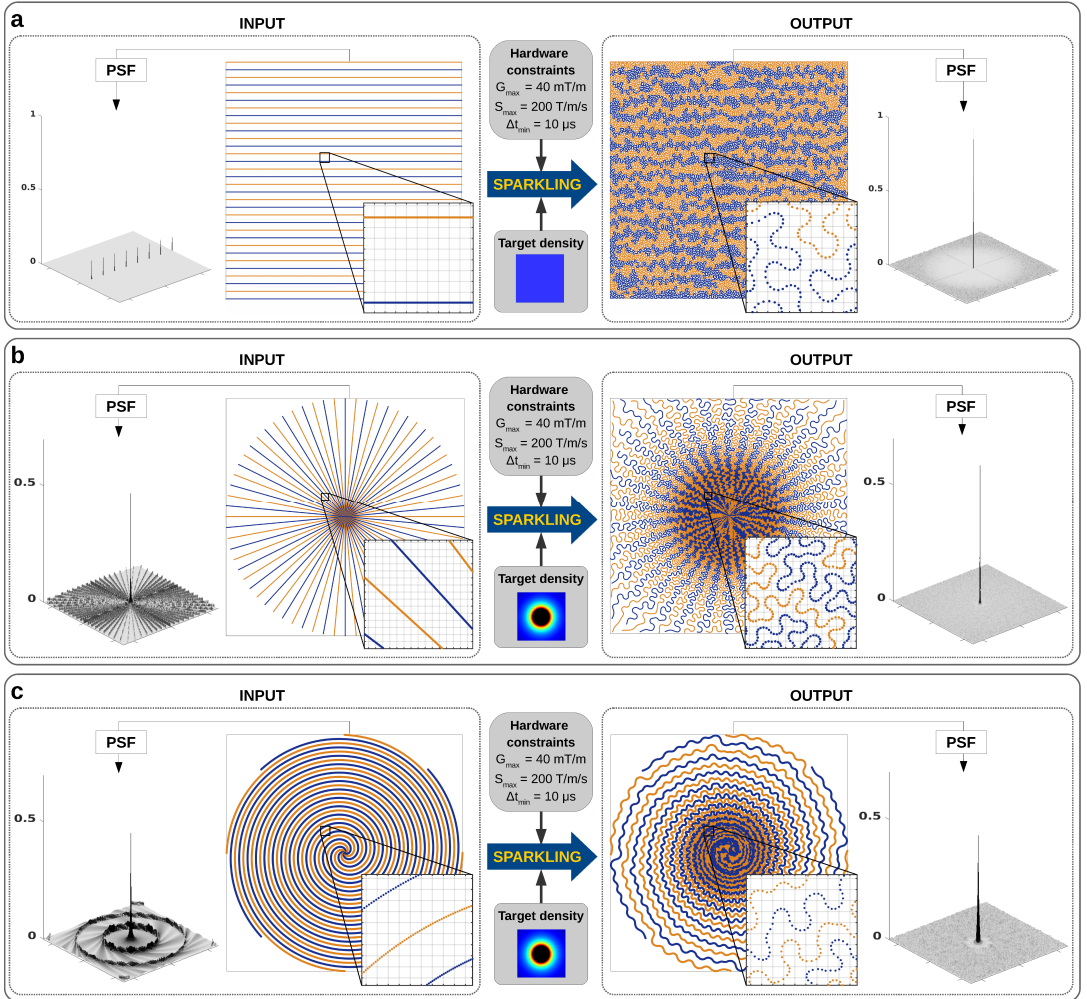 a
INPUT
OUTPUT
PSF
1
0.5
0
Hardware
constraints
Gmax = 40 mT/m
Smax = 200 T/m/s
Δtmin = 10 µs
SPARKLING
Target density
PSF
1
0.5
0
b
INPUT
OUTPUT
PSF
0.5
0
Hardware
constraints
Gmax = 40 mT/m
Smax = 200 T/m/s
Δtmin = 10 µs
SPARKLING
Target density
PSF
0.5
0
c
INPUT
OUTPUT
PSF
0.5
0
Hardware
constraints
Gmax = 40 mT/m
Smax = 200 T/m/s
Δtmin = 10 µs
SPARKLING
Target density
PSF
0.5
0